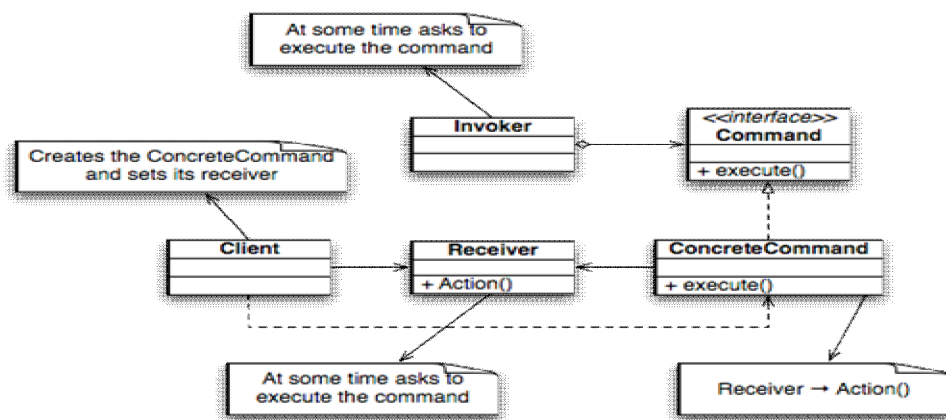 At some time asks to
execute the command
Invoker
<<interface>>
Command
+ execute()
Creates the ConcreteCommand
and sets its receiver
Client
Receiver
+ Action()
ConcreteCommand
+ execute()
At some time asks to
execute the command
Receiver → Action()